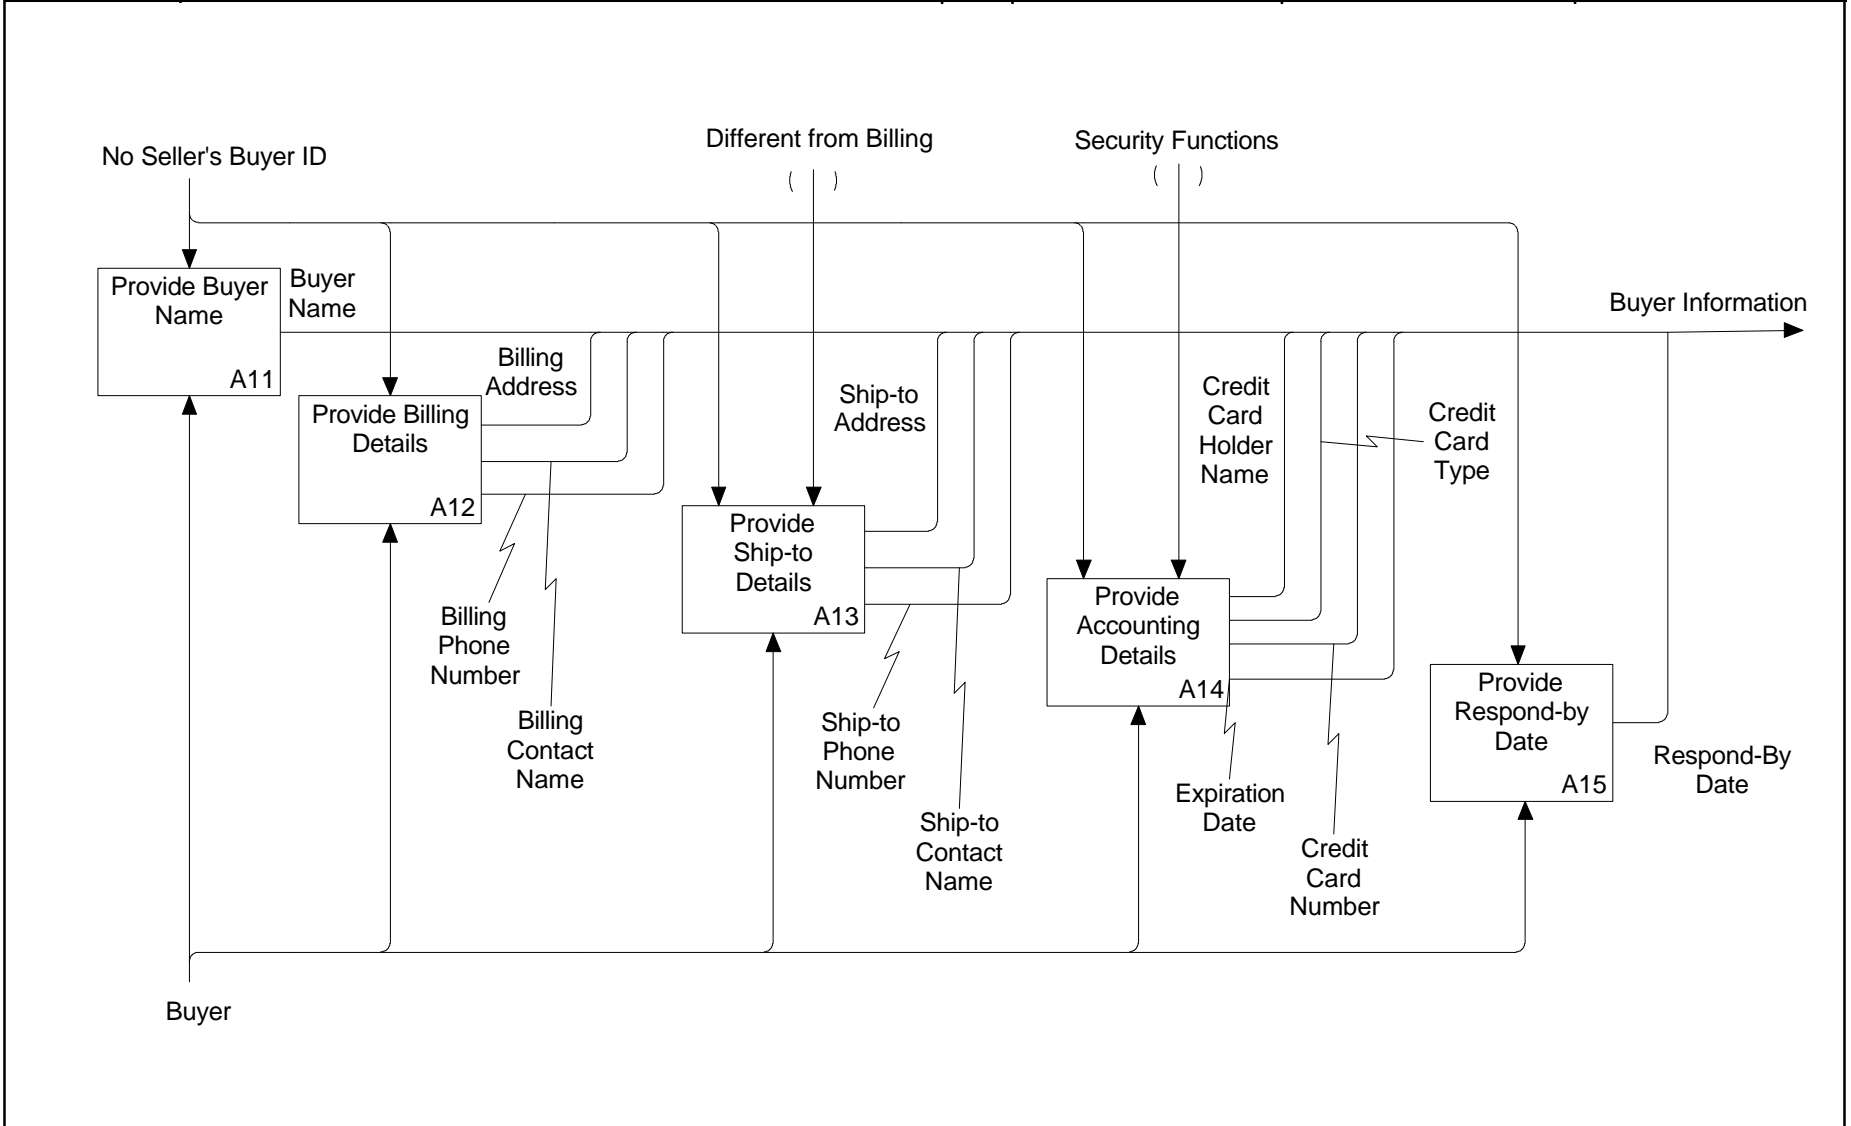 No Seller's Buyer ID
Different from Billing
Security Functions
( )
( )
Provide Buyer
Name
A11
Buyer
Name
Buyer Information
Billing
Address
Provide Billing
Details
A12
Ship-to
Address
Credit
Card
Holder
Name
Credit
Card
Type
Provide
Ship-to
Details
A13
Billing
Phone
Number
Billing
Contact
Name
Provide
Accounting
Details
A14
Ship-to
Phone
Number
Ship-to
Contact
Name
Expiration
Date
Credit
Card
Number
Provide
Respond-by
Date
A15
Respond-By
Date
Buyer